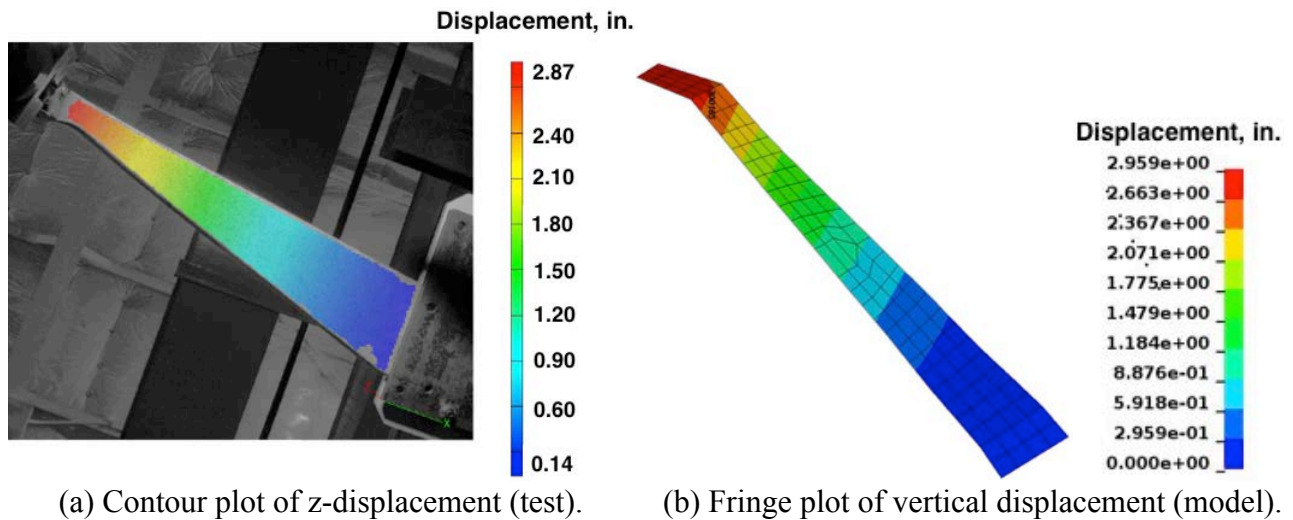 Displacement, in.
2.87
2.40
2.10
1.80
1.50
1.20
0.90
0.60
0.14
X
(a) Contour plot of z-displacement (test).
Displacement, in.
2.959e+00
2.663e+00
2.367e+00
2.071e+00
1.775e+00
1.479e+00
1.184e+00
8.876e-01
5.918e-01
2.959e-01
0.000e+00
(b) Fringe plot of vertical displacement (model).